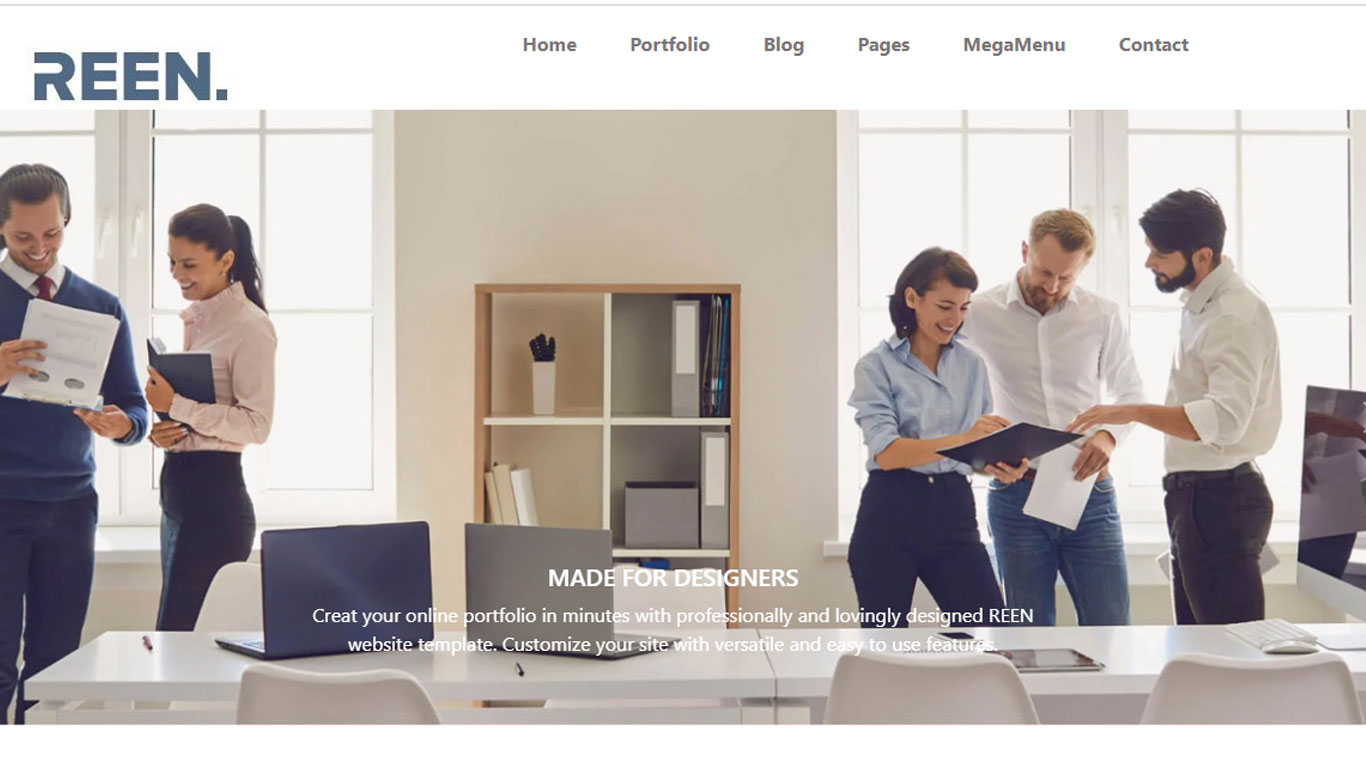 REEN.
Home Portfolio Blog Pages MegaMenu Contact
MADE FOR DESIGNERS
Creat your online portfolio in minutes with professionally and lovingly designed REEN
website template. Customize your site with versatile and easy to use features.